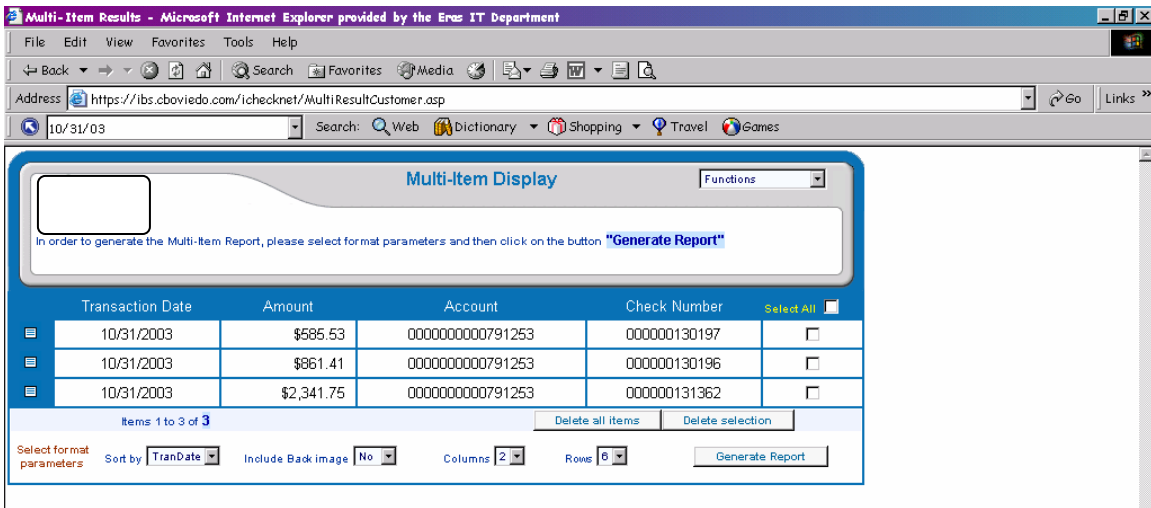 Multi-Item Results - Microsoft Internet Explorer provided by the Eras IT Department
File Edit View Favorites Tools Help
Back Search Favorites Media
Address https://ibs.cboviedo.com/ichecknet/MultiResultCustomer.asp Go Links »
10/31/03 Search: Web Dictionary Shopping Travel Games
Multi-Item Display Functions
In order to generate the Multi-Item Report, please select format parameters and then click on the button "Generate Report"
Transaction Date Amount Account Check Number Select All
10/31/2003 $585.53 0000000000791253 000000130197
10/31/2003 $861.41 0000000000791253 000000130196
10/31/2003 $2,341.75 0000000000791253 000000131362
Items 1 to 3 of 3 Delete all items Delete selection
Select format
parameters Sort by TranDate Include Back image No Columns 2 Rows 6 Generate Report